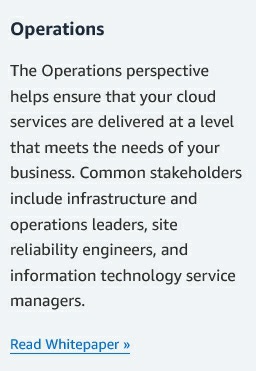 Operations
The Operations perspective
helps ensure that your cloud
services are delivered at a level
that meets the needs of your
business. Common stakeholders
include infrastructure and
operations leaders, site
reliability engineers, and
information technology service
managers.
Read Whitepaper »